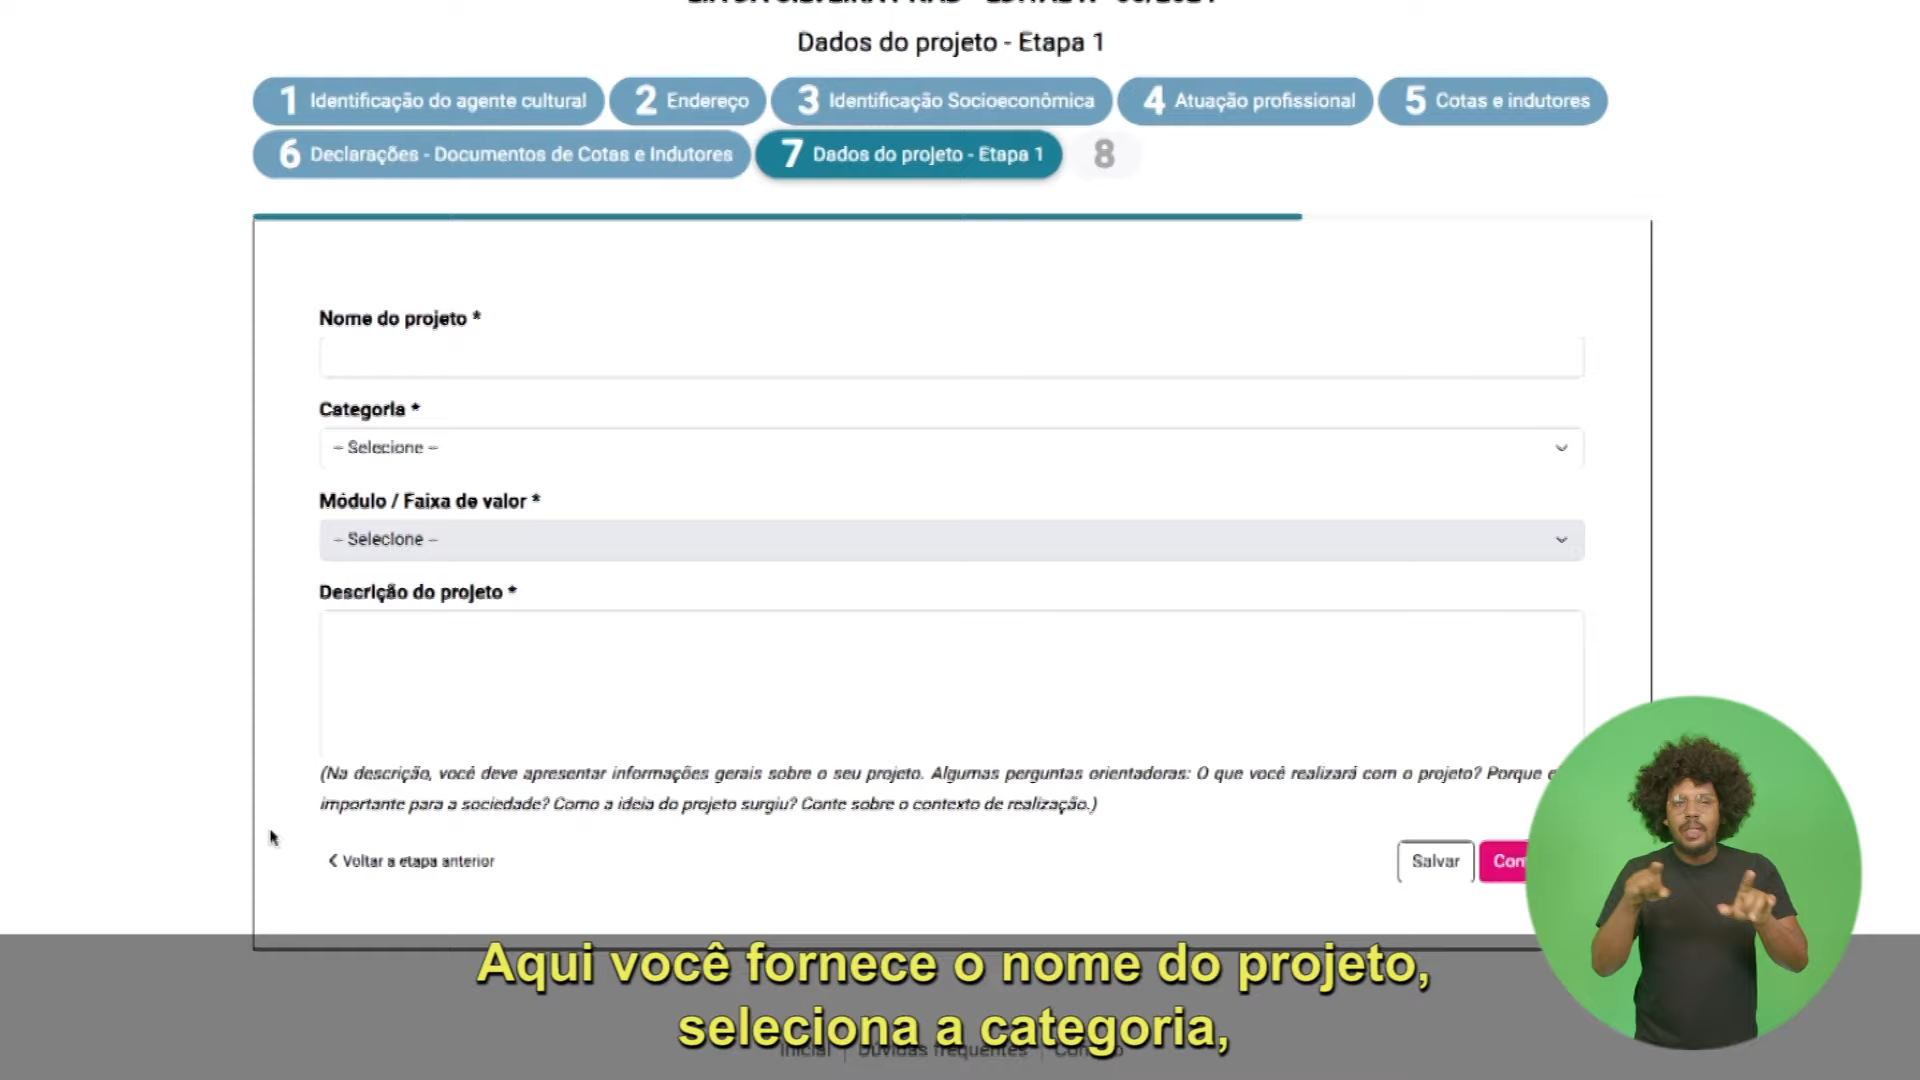 Dados do projeto - Etapa 1
1 Identificação do agente cultural 2 Endereço 3 Identificação Socioeconômica 4 Atuação profissional 5 Cotas e indutores
6 Declarações - Documentos de Cotas e Indutores 7 Dados do projeto - Etapa 1 8
Nome do projeto *
Categoria *
-- Selecione --
Módulo / Faixa de valor *
-- Selecione --
Descrição do projeto *
(Na descrição, você deve apresentar informações gerais sobre o seu projeto. Algumas perguntas orientadoras: O que você realizará com o projeto? Porque
importante para a sociedade? Como a ideia do projeto surgiu? Conte sobre o contexto de realização.)
Voltar a etapa anterior
Salvar
Aqui você fornece o nome do projeto,
seleciona a categoria,
Inicial | Dúvidas frequentes |